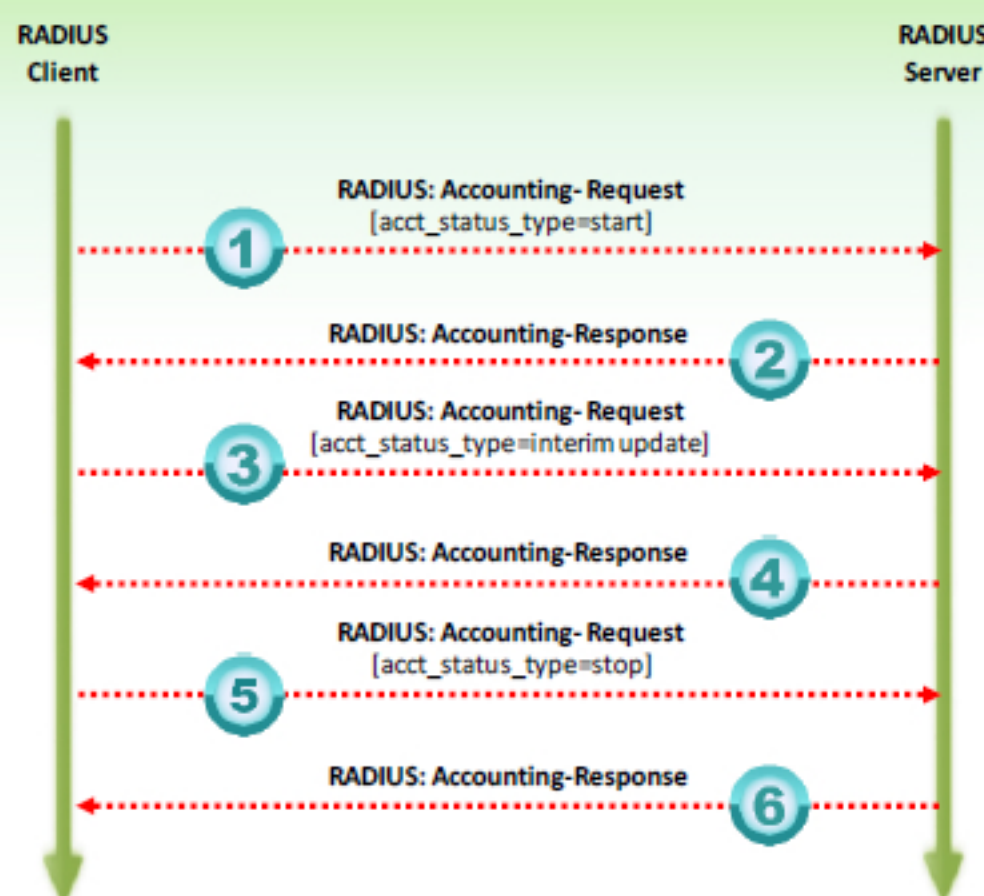 RADIUS
Client
RADIUS
Server
RADIUS: Accounting- Request
[acct_status_type=start]
1
RADIUS: Accounting-Response
2
RADIUS: Accounting- Request
[acct_status_type=interim update]
3
RADIUS: Accounting-Response
4
RADIUS: Accounting- Request
[acct_status_type=stop]
5
RADIUS: Accounting-Response
6